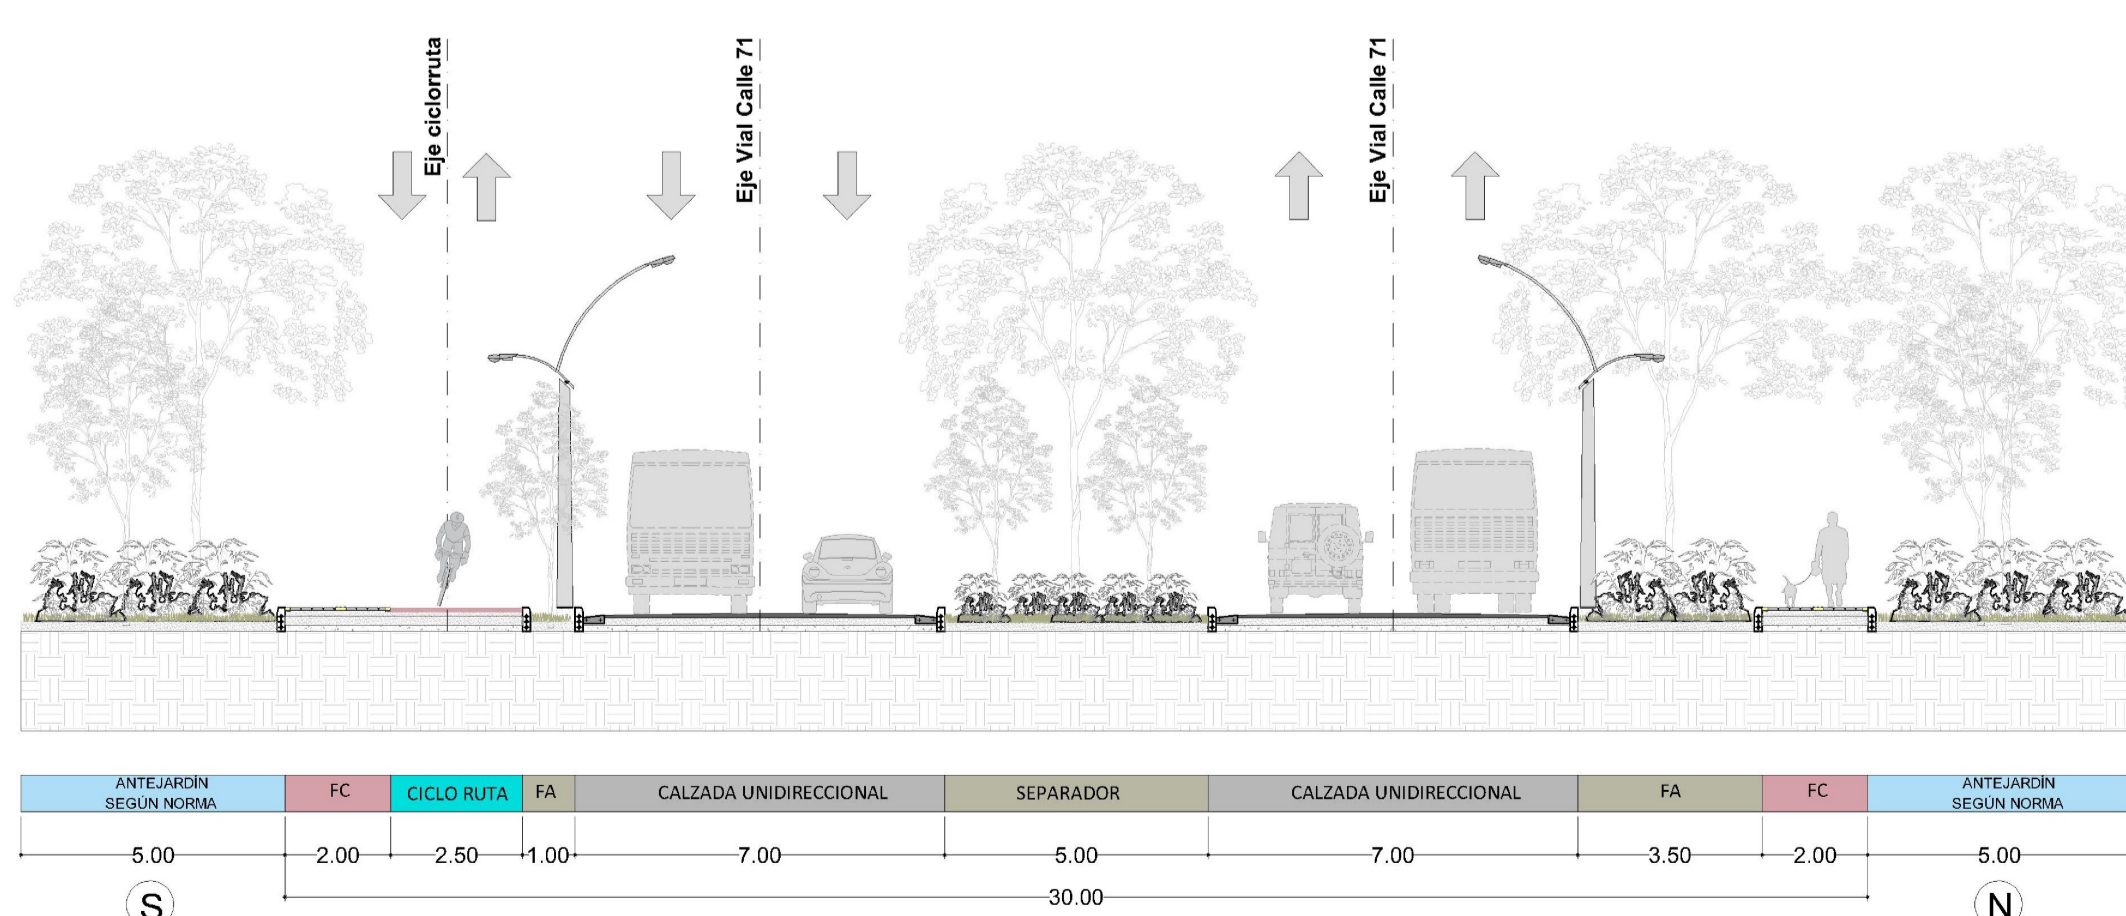 Eje ciclorruta
Eje Vial Calle 71
Eje Vial Calle 71
ANTEJARDÍN
SEGÚN NORMA
FC
CICLO RUTA
FA
CALZADA UNIDIRECCIONAL
SEPARADOR
CALZADA UNIDIRECCIONAL
FA
FC
ANTEJARDÍN
SEGÚN NORMA
5.00
2.00
2.50
1.00
7.00
5.00
7.00
3.50
2.00
5.00
30.00
S
N